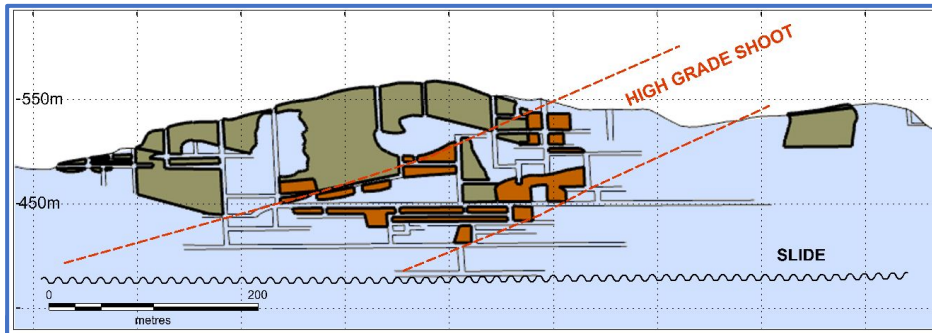 550m
HIGH GRADE SHOOT
450m
SLIDE
0 200
metres